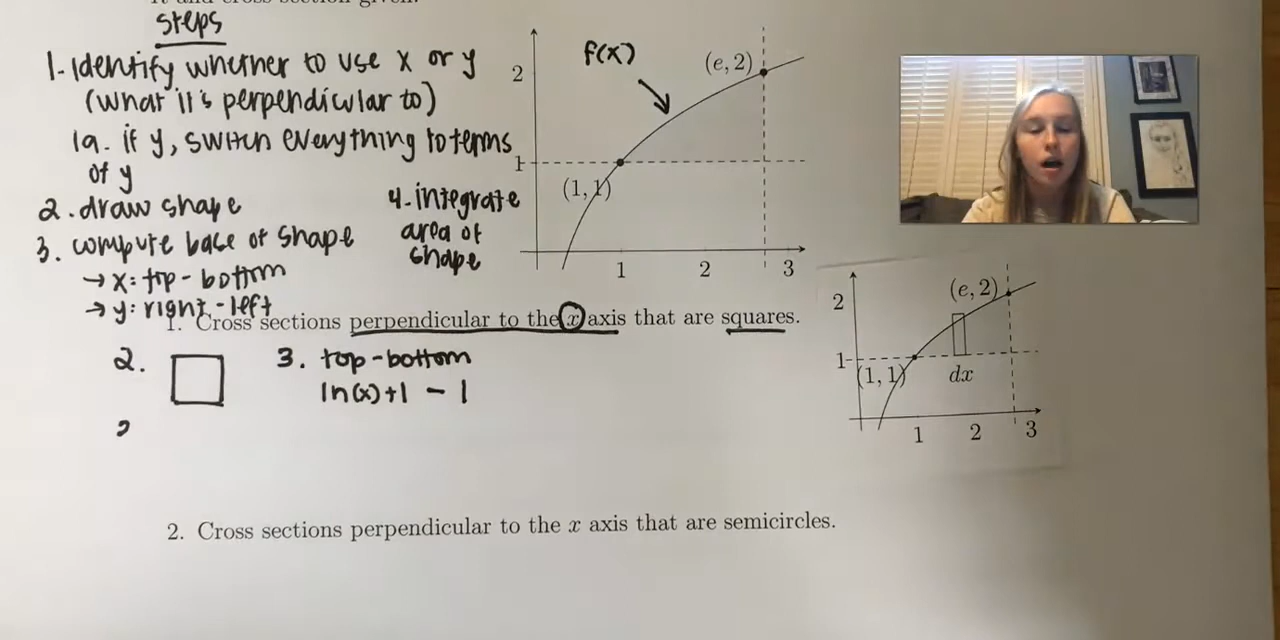 R and cross section given.
steps
1. Identify whether to use x or y
(what it's perpendicular to)
1a. if y, switch everything to terms
of y
2. draw shape
3. compute base of shape
→ x: top - bottom
→ y: right - left
4. integrate
area of
shape
f(x)
(e, 2)
2
1
(1, 1)
1 2 3
1. Cross sections perpendicular to the x axis that are squares.
2.
3. top - bottom
ln(x)+1 - 1
(e, 2)
2
1
(1, 1)
dx
1 2 3
2. Cross sections perpendicular to the x axis that are semicircles.